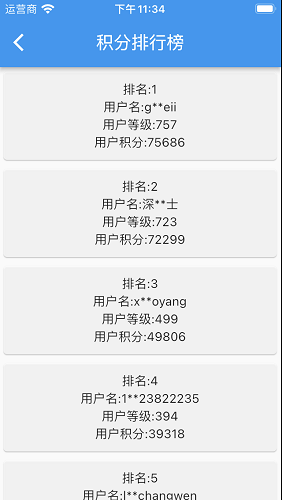 运营商 下午11:34
积分排行榜
排名:1
用户名:g**eii
用户等级:757
用户积分:75686
排名:2
用户名:深**士
用户等级:723
用户积分:72299
排名:3
用户名:x**oyang
用户等级:499
用户积分:49806
排名:4
用户名:1**23822235
用户等级:394
用户积分:39318
排名:5
用户名:l**changwen